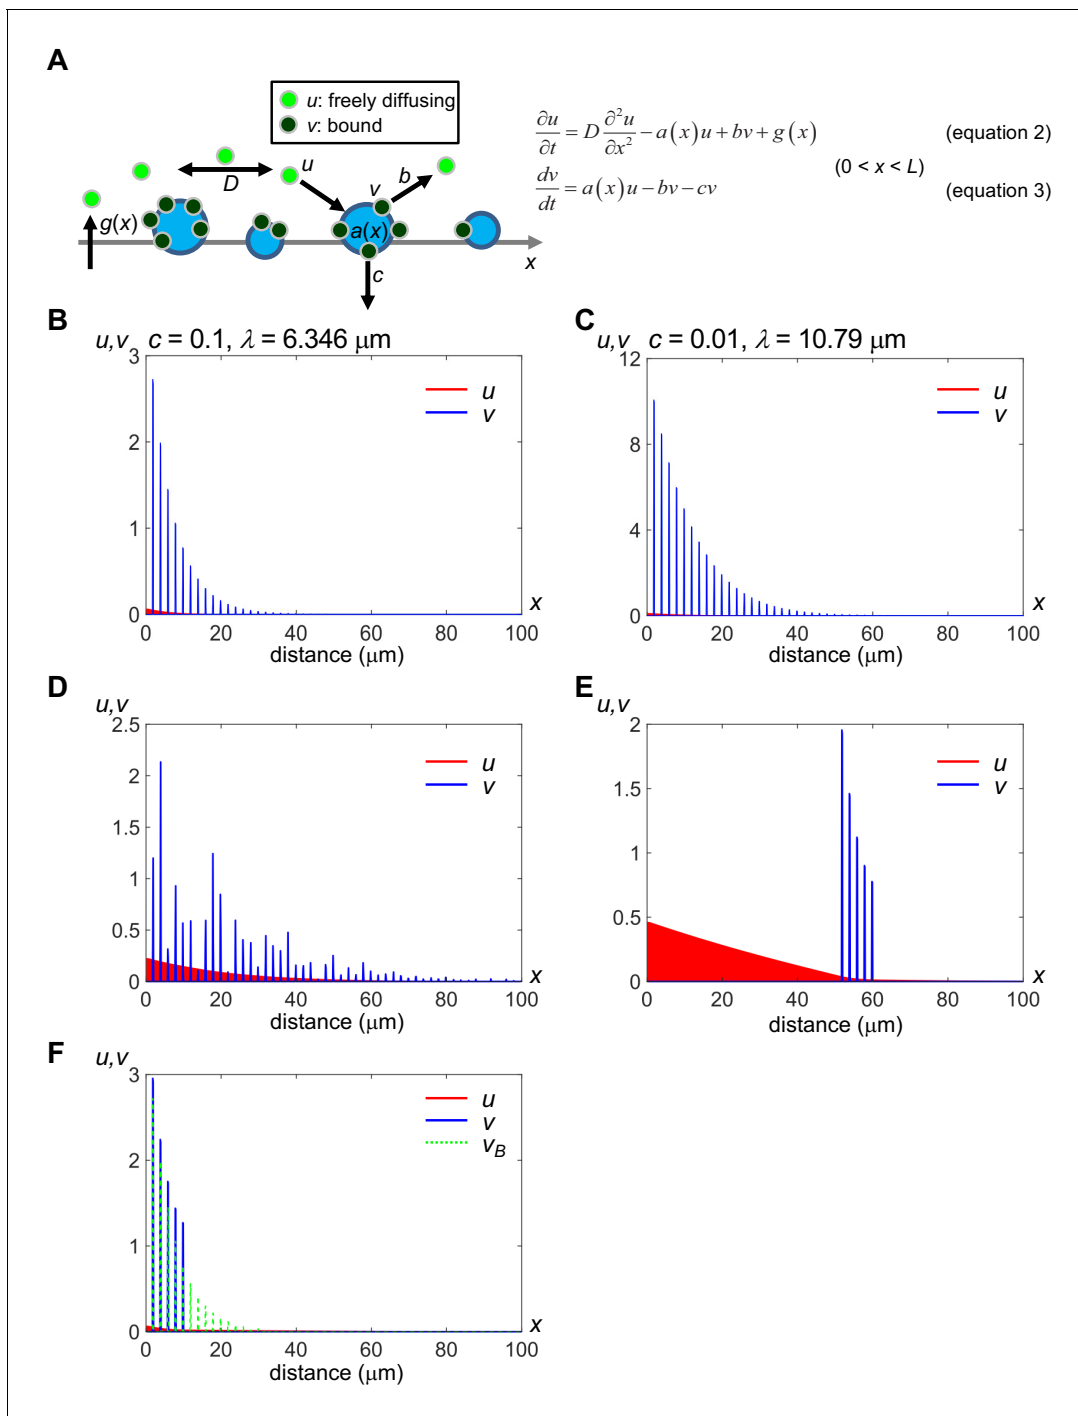 A
u: freely diffusing
v: bound
u
D
v
b
g(x)
a(x)
c
x
∂u/∂t = D ∂²u/∂x² − a(x)u + bv + g(x) (equation 2)
(0 < x < L)
dv/dt = a(x)u − bv − cv (equation 3)
B
u,v c = 0.1, λ = 6.346 μm
3
2
1
0
u
v
x
0 20 40 60 80 100
distance (μm)
C
u,v c = 0.01, λ = 10.79 μm
12
8
4
0
u
v
x
0 20 40 60 80 100
distance (μm)
D
u,v
2.5
2
1.5
1
0.5
0
u
v
x
0 20 40 60 80 100
distance (μm)
E
u,v
2
1.5
1
0.5
0
u
v
x
0 20 40 60 80 100
distance (μm)
F
u,v
3
2
1
0
u
v
v_B
x
0 20 40 60 80 100
distance (μm)